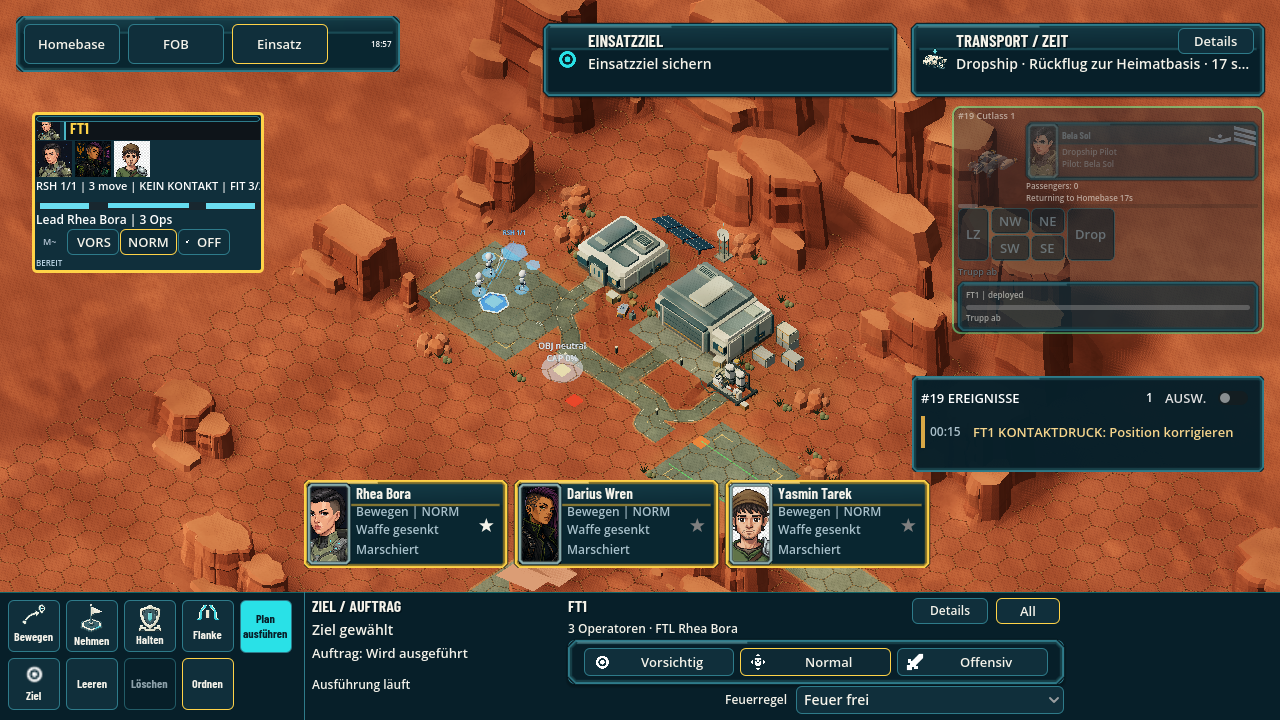 Homebase
FOB
Einsatz
18:57
EINSATZZIEL
Einsatzziel sichern
TRANSPORT / ZEIT
Details
Dropship · Rückflug zur Heimatbasis · 17 s...
FT1
RSH 1/1 | 3 move | KEIN KONTAKT | FIT 3/
Lead Rhea Bora | 3 Ops
M~
VORS
NORM
OFF
BEREIT
#19 Cutlass 1
Bela Sol
Dropship Pilot
Pilot: Bela Sol
Passengers: 0
Returning to Homebase 17s
LZ
NW
NE
Drop
SW
SE
Trupp ab
FT1 | deployed
Trupp ab
RSH 1/1
OBJ neutral
CAP 0%
#19 EREIGNISSE
1
AUSW.
00:15
FT1 KONTAKTDRUCK: Position korrigieren
Rhea Bora
Bewegen | NORM
Waffe gesenkt
Marschiert
Darius Wren
Bewegen | NORM
Waffe gesenkt
Marschiert
Yasmin Tarek
Bewegen | NORM
Waffe gesenkt
Marschiert
Bewegen
Nehmen
Halten
Flanke
Plan ausführen
Ziel
Leeren
Löschen
Ordnen
ZIEL / AUFTRAG
Ziel gewählt
Auftrag: Wird ausgeführt
Ausführung läuft
FT1
3 Operatoren · FTL Rhea Bora
Details
All
Vorsichtig
Normal
Offensiv
Feuerregel
Feuer frei